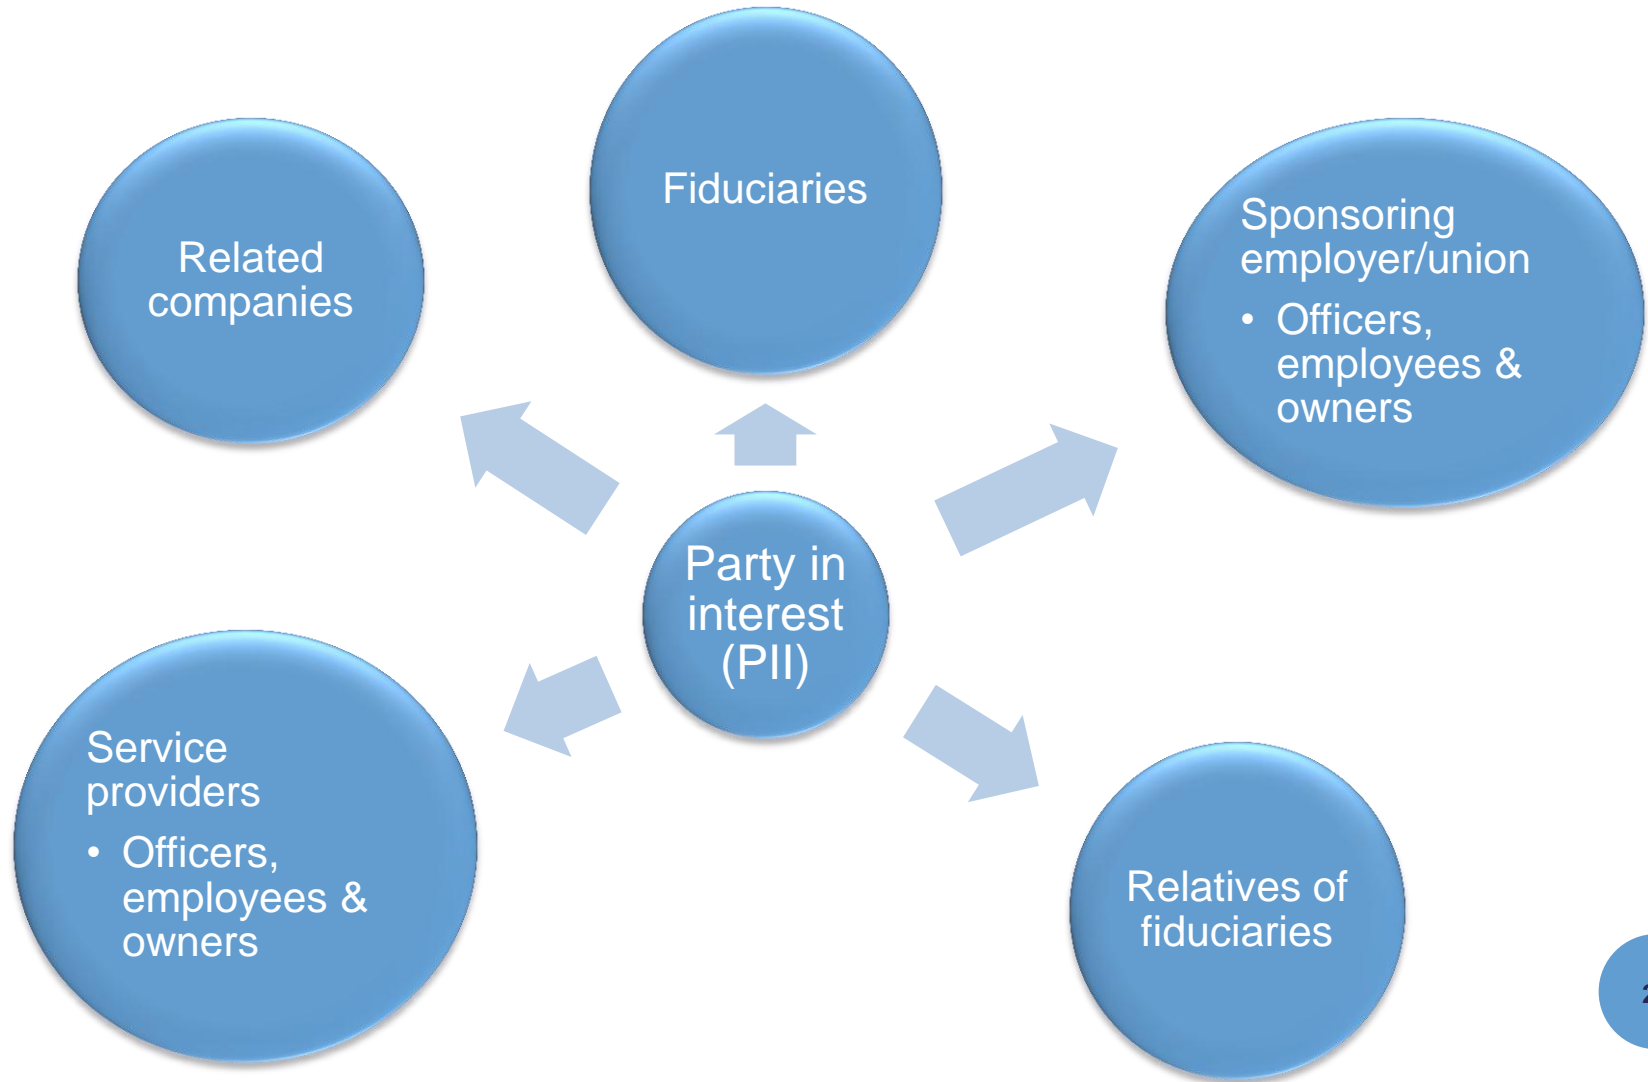 Fiduciaries
Related
companies
Sponsoring
employer/union
• Officers,
employees &
owners
Party in
interest
(PII)
Service
providers
• Officers,
employees &
owners
Relatives of
fiduciaries